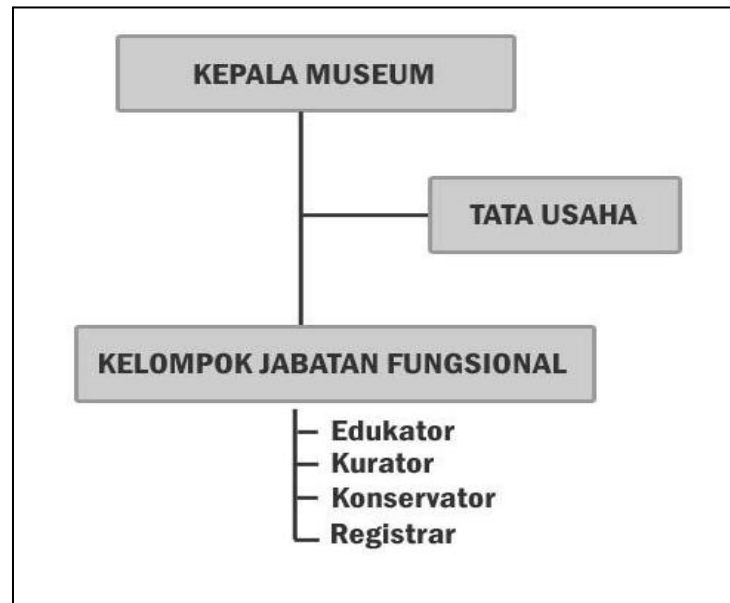 KEPALA MUSEUM
TATA USAHA
KELOMPOK JABATAN FUNGSIONAL
Edukator
Kurator
Konservator
Registrar